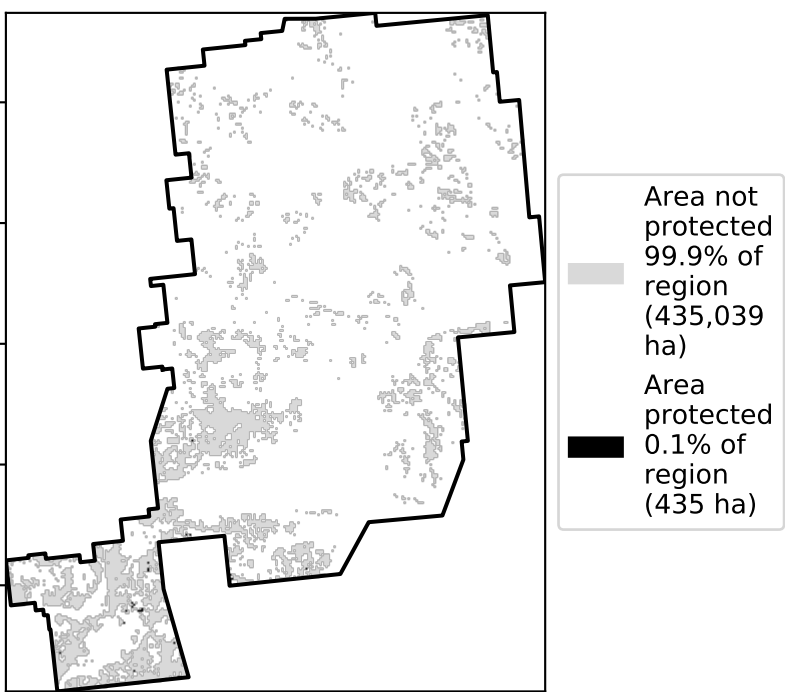 Area not
protected
99.9% of
region
(435,039
ha)
Area
protected
0.1% of
region
(435 ha)